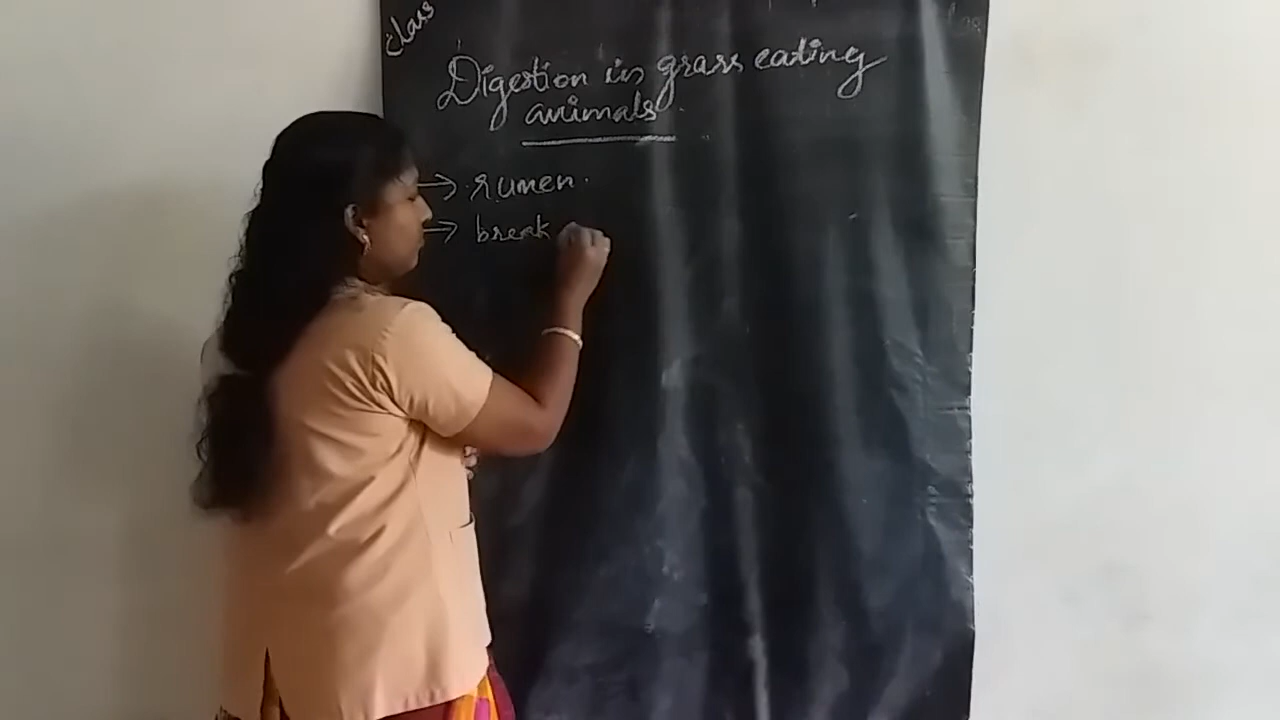 Class
Digestion in grass eating
animals.
→ rumen.
→ break